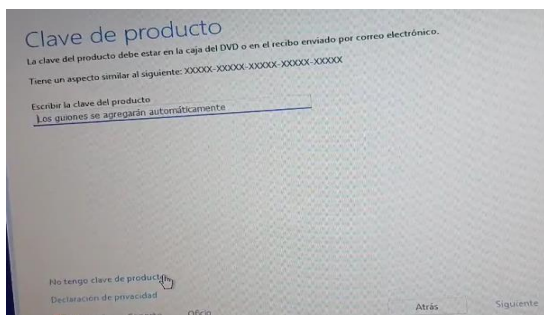 Clave de producto
La clave del producto debe estar en la caja del DVD o en el recibo enviado por correo electrónico.
Tiene un aspecto similar al siguiente: XXXXX-XXXXX-XXXXX-XXXXX-XXXXX
Escribir la clave del producto
Los guiones se agregarán automáticamente
No tengo clave de producto
Declaración de privacidad
Atrás
Siguiente